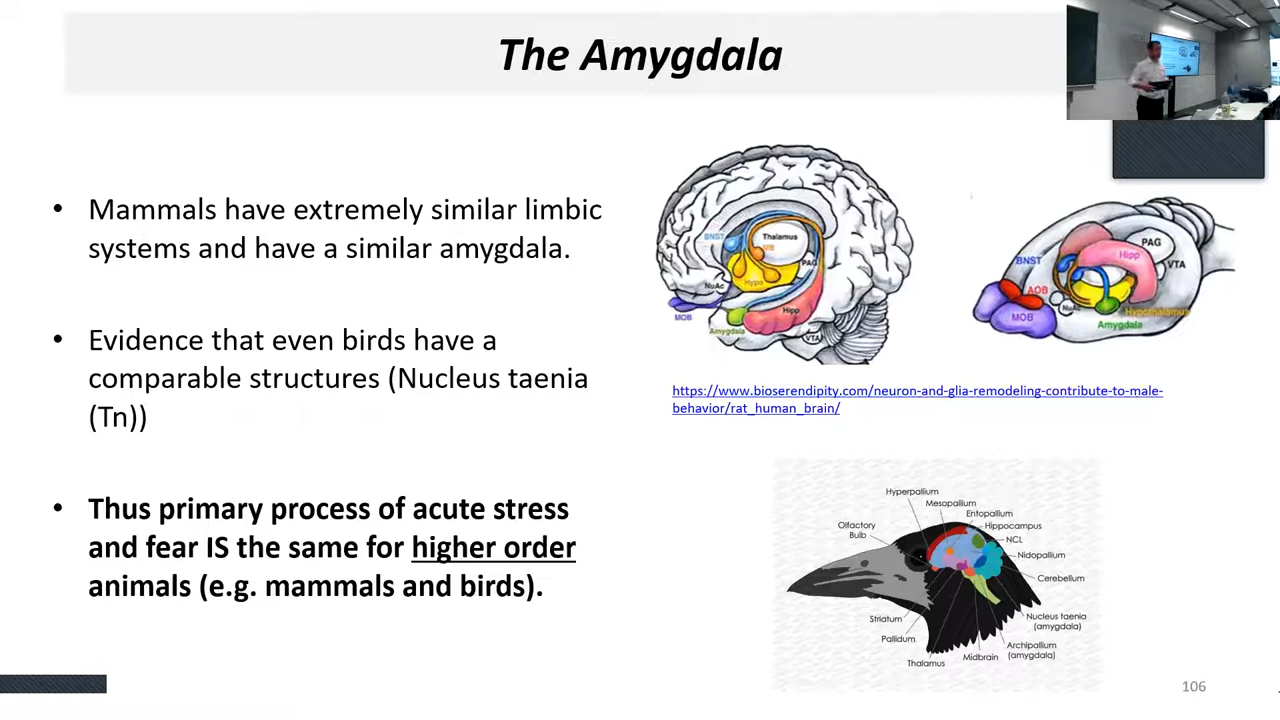 The Amygdala
• Mammals have extremely similar limbic
systems and have a similar amygdala.
• Evidence that even birds have a
comparable structures (Nucleus taenia
(Tn))
• Thus primary process of acute stress
and fear IS the same for higher order
animals (e.g. mammals and birds).
BNST
Thalamus
MB
PAG
NuAc
Hypo
MOB
Hipp
Amygdala
VTA
PAG
Hipp
BNST
VTA
AOB
NuAc
MOB
Hypothalamus
Amygdala
https://www.bioserendipity.com/neuron-and-glia-remodeling-contribute-to-male-
behavior/rat_human_brain/
Hyperpallium
Mesopallium
Entopallium
Olfactory
Bulb
Hippocampus
NCL
Nidopallium
Cerebellum
Striatum
Nucleus taenia
(amygdala)
Pallidum
Archipallium
(amygdala)
Midbrain
Thalamus
106